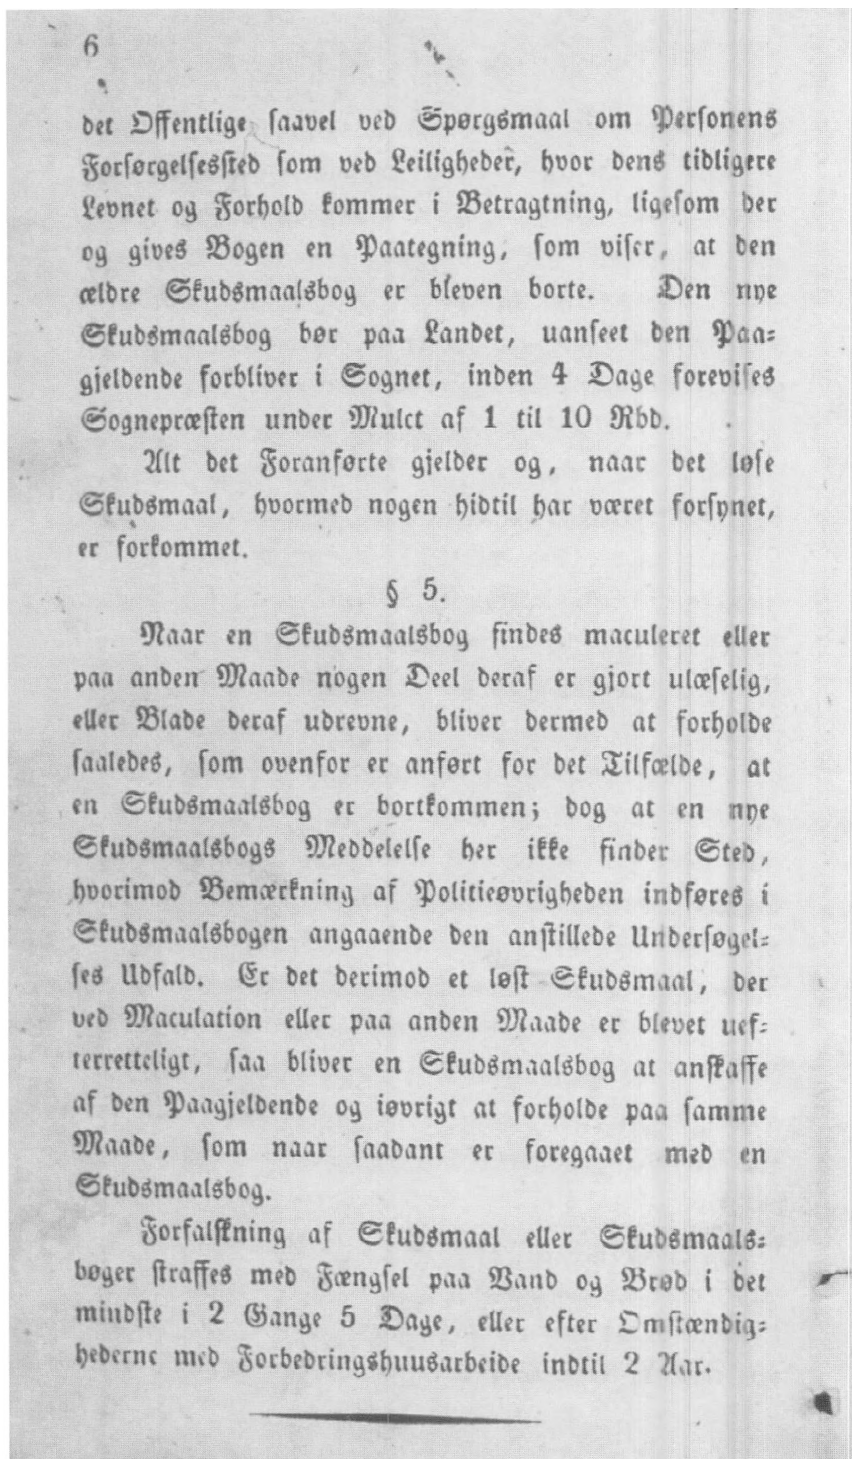 6
det Offentlige saavel ved Spørgsmaal om Personens
Forsørgelsessted som ved Leiligheder, hvor dens tidligere
Levnet og Forhold kommer i Betragtning, ligesom der
og gives Bogen en Paategning, som viser, at den
ældre Skudsmaalsbog er bleven borte. Den nye
Skudsmaalsbog bør paa Landet, uanseet den Paa-
gjeldende forbliver i Sognet, inden 4 Dage forevises
Sognepræsten under Mulct af 1 til 10 Rbd.
Alt det Foranførte gjelder og, naar det løse
Skudsmaal, hvormed nogen hidtil har været forsynet,
er forkommet.
§ 5.
Naar en Skudsmaalsbog findes maculeret eller
paa anden Maade nogen Deel deraf er gjort ulæselig,
eller Blade deraf udrevne, bliver dermed at forholde
saaledes, som ovenfor er anført for det Tilfælde, at
en Skudsmaalsbog er bortkommen; dog at en nye
Skudsmaalsbogs Meddelelse her ikke finder Sted,
hvorimod Bemærkning af Politieøvrigheden indføres i
Skudsmaalsbogen angaaende den anstillede Undersøgel-
ses Udfald. Er det derimod et løst Skudsmaal, der
ved Maculation eller paa anden Maade er blevet uef-
terretteligt, saa bliver en Skudsmaalsbog at anskaffe
af den Paagjeldende og iøvrigt at forholde paa samme
Maade, som naar saadant er foregaaet med en
Skudsmaalsbog.
Forfalskning af Skudsmaal eller Skudsmaals-
bøger straffes med Fængsel paa Vand og Brød i det
mindste i 2 Gange 5 Dage, eller efter Omstændig-
hederne med Forbedringshuusarbeide indtil 2 Aar.